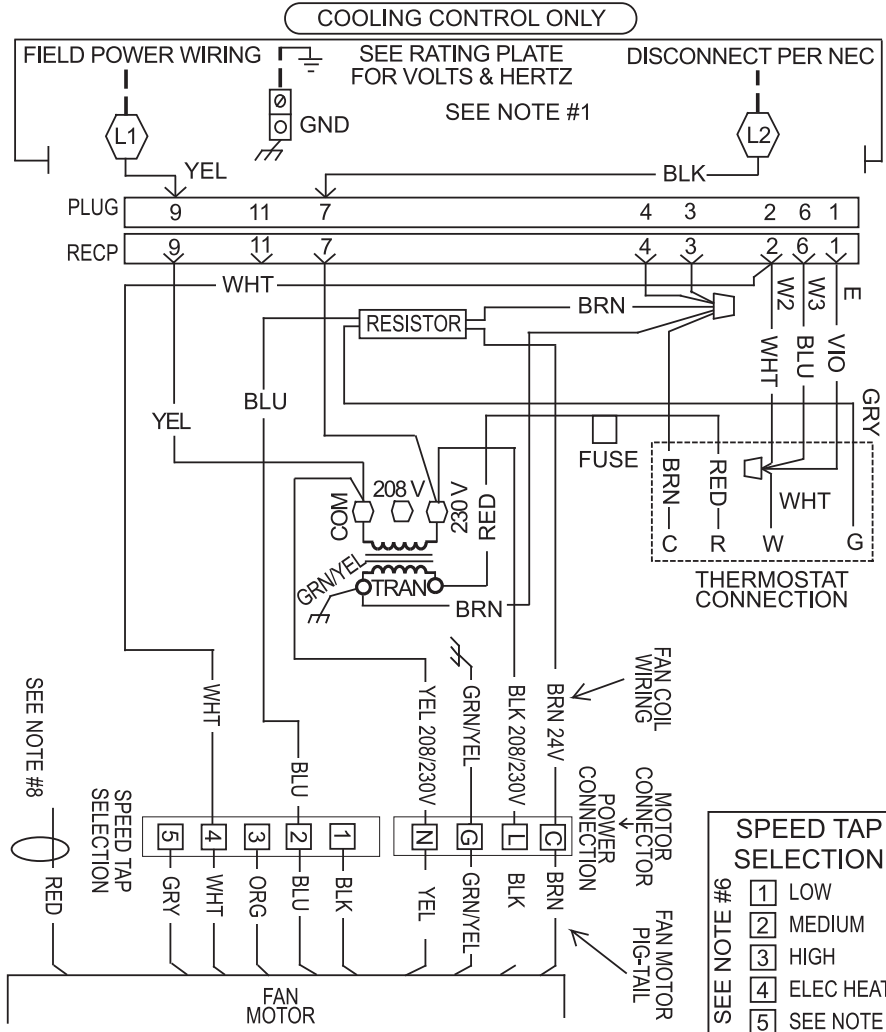 COOLING CONTROL ONLY
FIELD POWER WIRING
SEE RATING PLATE
FOR VOLTS & HERTZ
DISCONNECT PER NEC
SEE NOTE #1
L1
GND
L2
YEL
BLK
PLUG
9 11 7 4 3 2 6 1
RECP
9 11 7 4 3 2 6 1
WHT
BRN
RESISTOR
W2
W3
E
WHT
BLU
VIO
GRY
YEL
BLU
FUSE
COM
208 V
230 V
RED
BRN
RED
WHT
C R W G
THERMOSTAT
CONNECTION
GRN/YEL
TRAN
BRN
SEE NOTE #8
WHT
BLU
YEL 208/230V
GRN/YEL
BLK 208/230V
BRN 24V
FAN COIL
WIRING
SPEED TAP
SELECTION
5 4 3 2 1
N G L C
POWER
CONNECTION
MOTOR
CONNECTOR
RED
GRY
WHT
ORG
BLU
BLK
YEL
GRN/YEL
BLK
BRN
FAN MOTOR
PIG-TAIL
FAN
MOTOR
SPEED TAP
SELECTION
SEE NOTE #6
1 LOW
2 MEDIUM
3 HIGH
4 ELEC HEAT
5 SEE NOTE